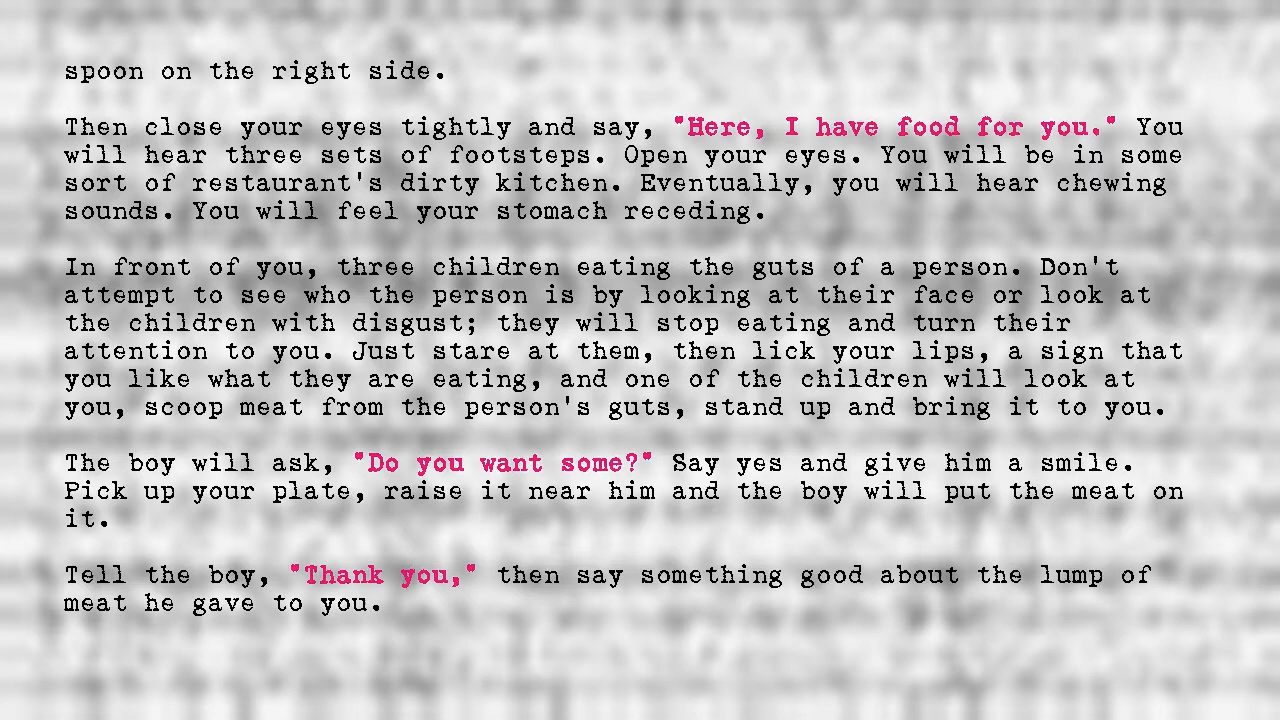 spoon on the right side.
Then close your eyes tightly and say, "Here, I have food for you." You
will hear three sets of footsteps. Open your eyes. You will be in some
sort of restaurant's dirty kitchen. Eventually, you will hear chewing
sounds. You will feel your stomach receding.
In front of you, three children eating the guts of a person. Don't
attempt to see who the person is by looking at their face or look at
the children with disgust; they will stop eating and turn their
attention to you. Just stare at them, then lick your lips, a sign that
you like what they are eating, and one of the children will look at
you, scoop meat from the person's guts, stand up and bring it to you.
The boy will ask, "Do you want some?" Say yes and give him a smile.
Pick up your plate, raise it near him and the boy will put the meat on
it.
Tell the boy, "Thank you," then say something good about the lump of
meat he gave to you.